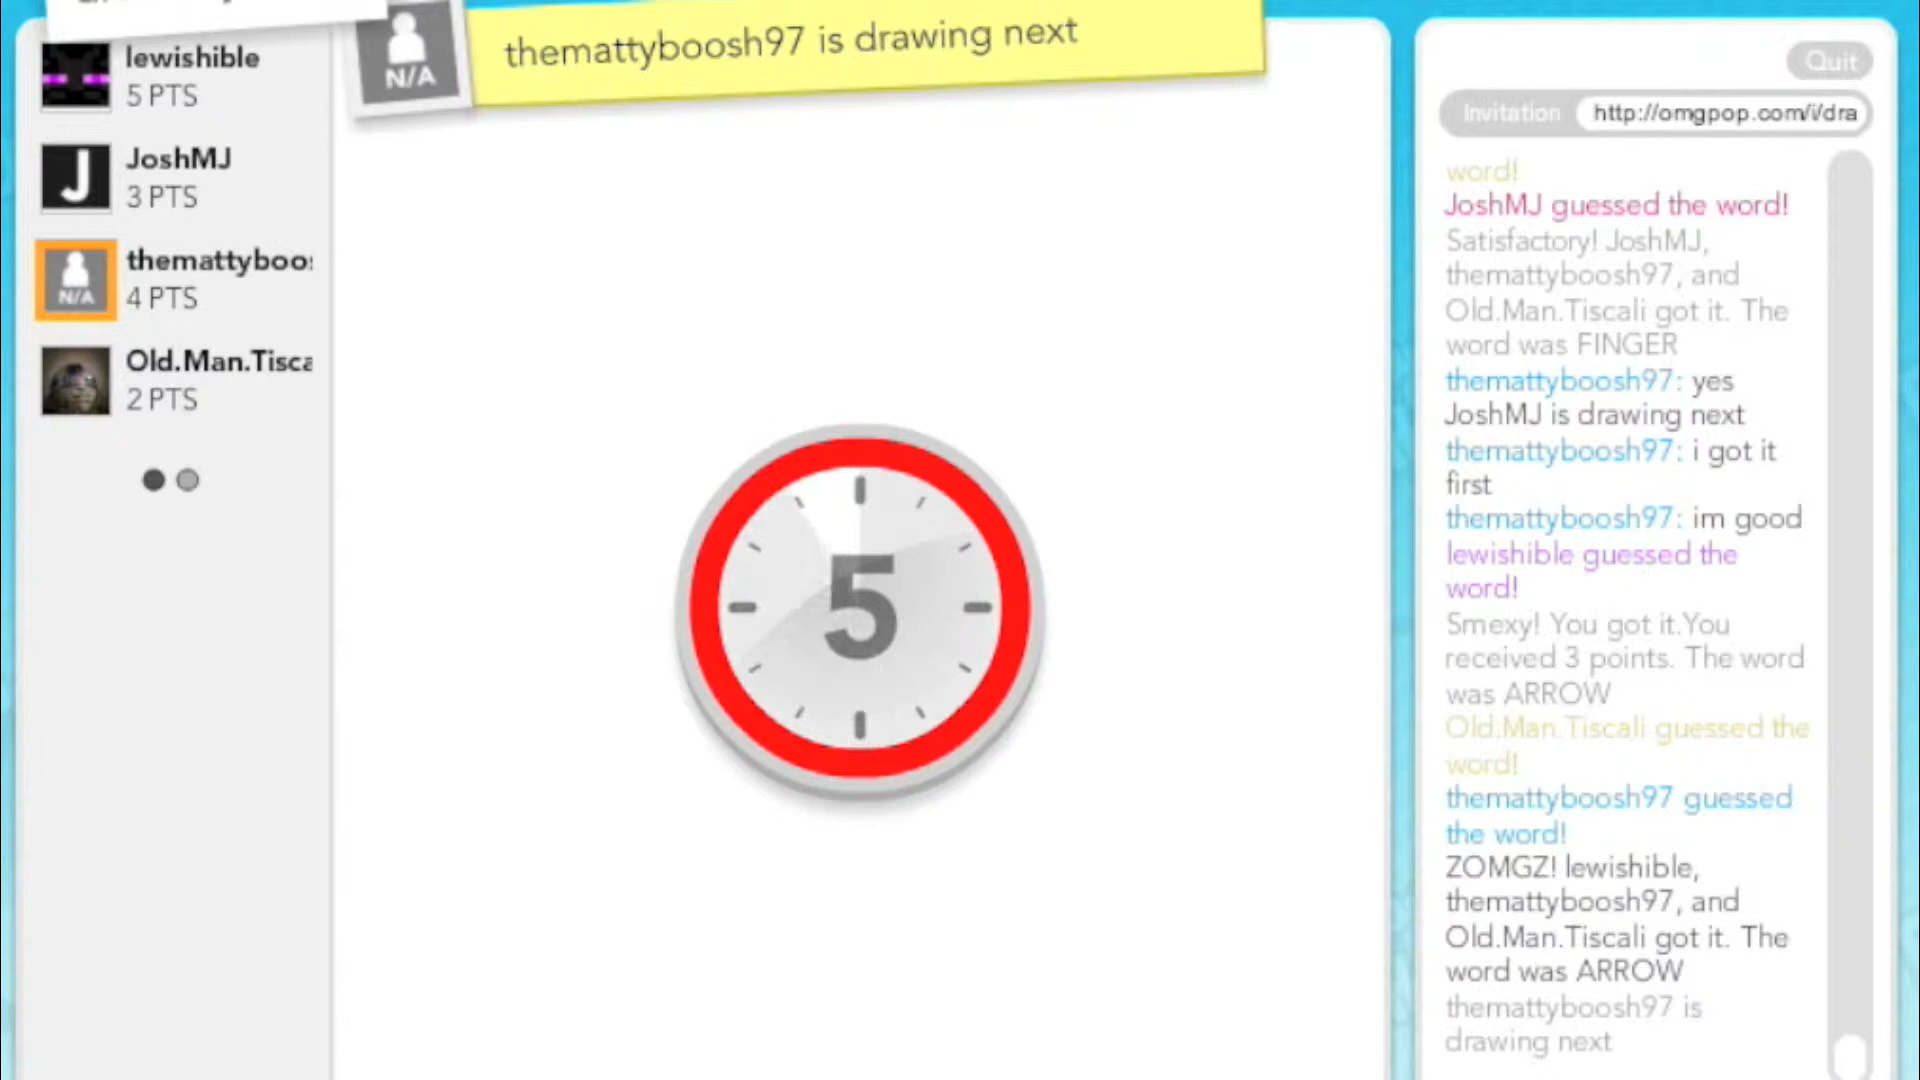 lewishible
5 PTS
JoshMJ
3 PTS
themattyboo
N/A
4 PTS
Old.Man.Tisca
2 PTS
N/A
themattyboosh97 is drawing next
5
Quit
Invitation http://omgpop.com/i/dra
word!
JoshMJ guessed the word!
Satisfactory! JoshMJ,
themattyboosh97, and
Old.Man.Tiscali got it. The
word was FINGER
themattyboosh97: yes
JoshMJ is drawing next
themattyboosh97: i got it
first
themattyboosh97: im good
lewishible guessed the
word!
Smexy! You got it.You
received 3 points. The word
was ARROW
Old.Man.Tiscali guessed the
word!
themattyboosh97 guessed
the word!
ZOMGZ! lewishible,
themattyboosh97, and
Old.Man.Tiscali got it. The
word was ARROW
themattyboosh97 is
drawing next